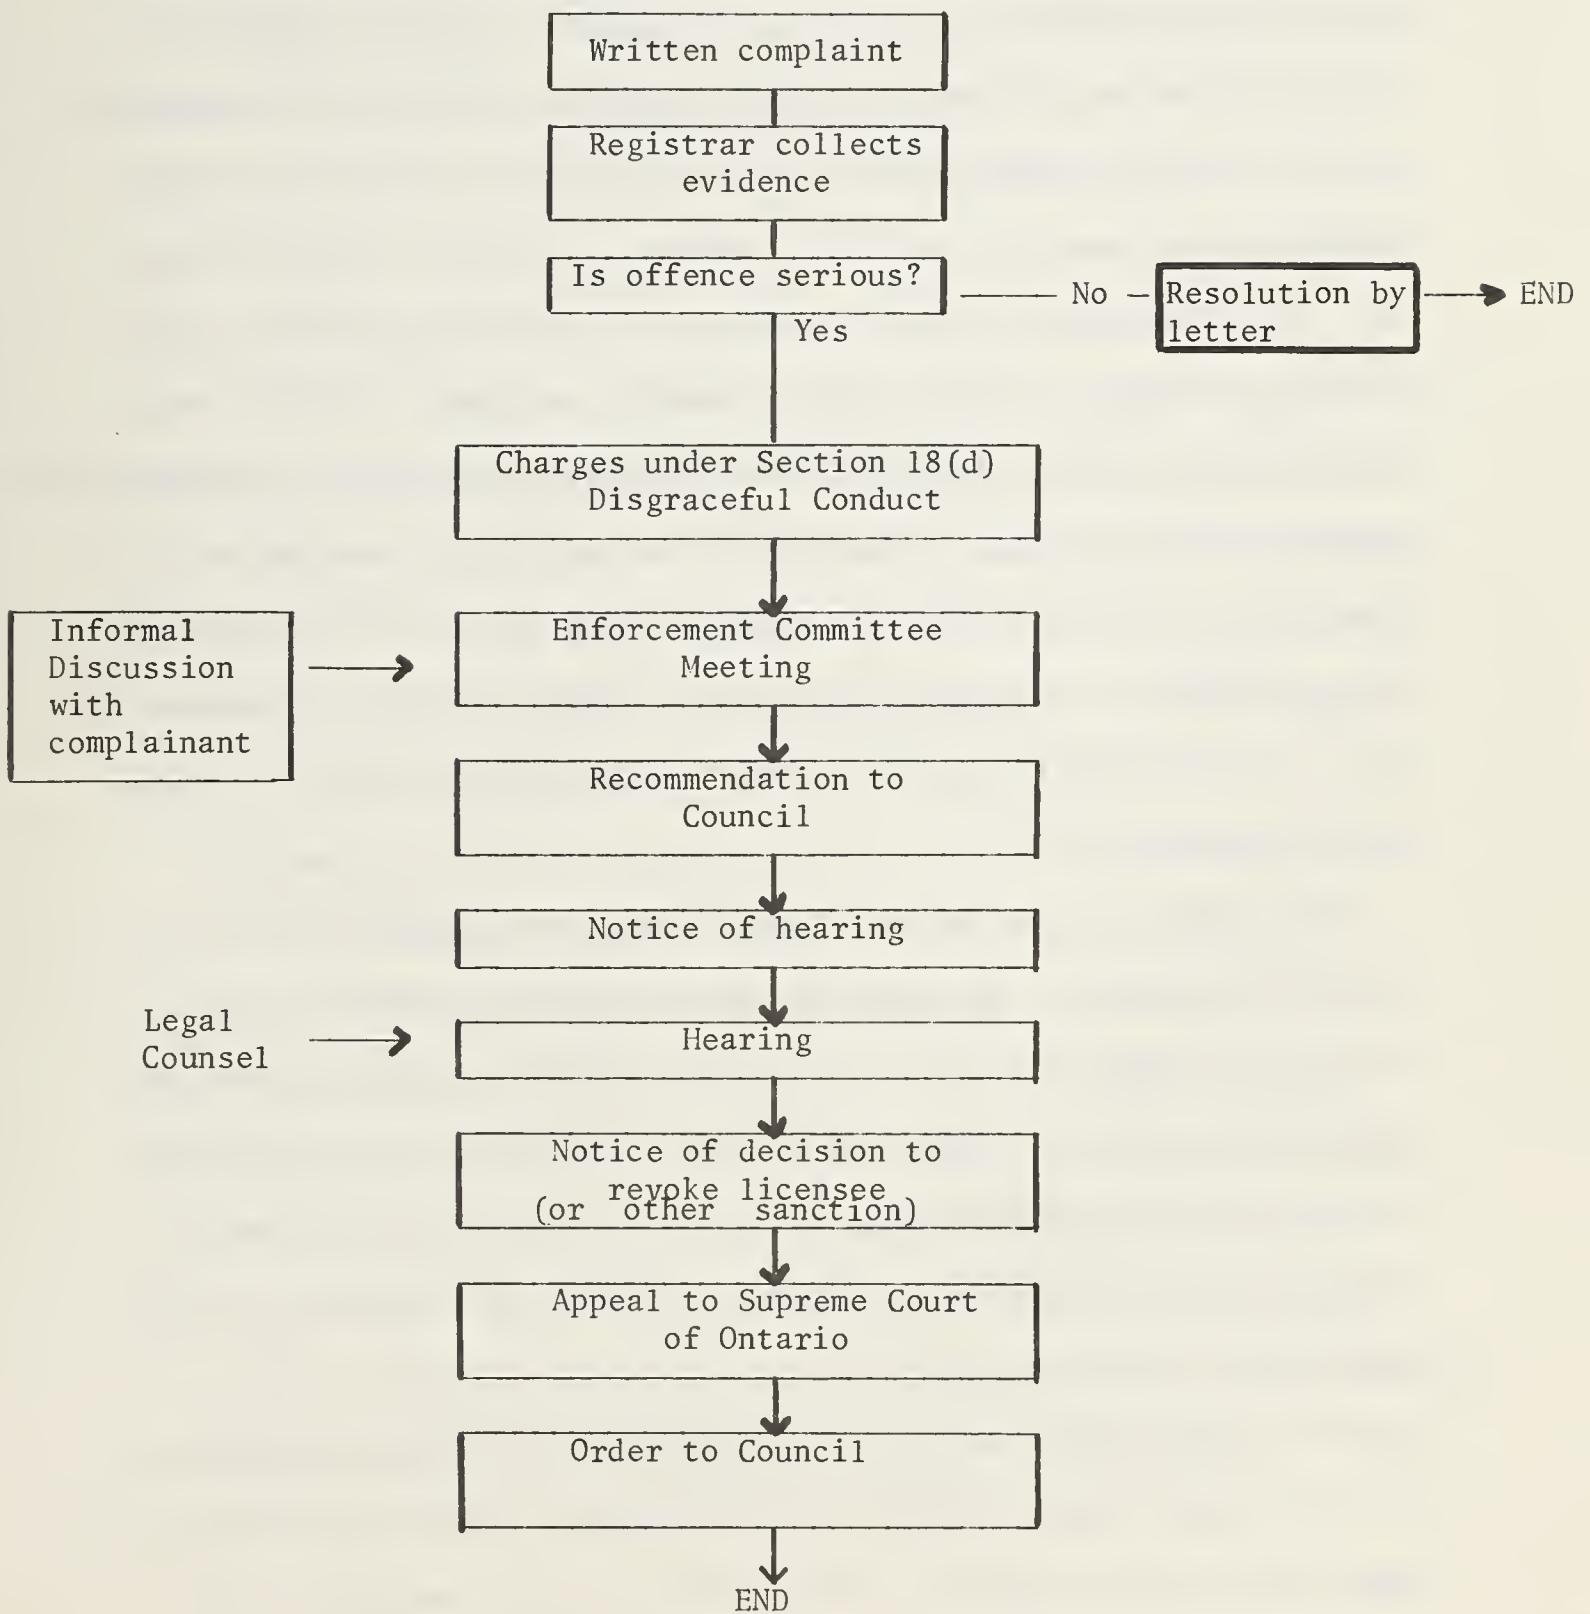 Written complaint
Registrar collects
evidence
Is offence serious?
No
Resolution by
letter
END
Yes
Charges under Section 18(d)
Disgraceful Conduct
Informal
Discussion
with
complainant
Enforcement Committee
Meeting
Recommendation to
Council
Notice of hearing
Legal
Counsel
Hearing
Notice of decision to
revoke licensee
(or other sanction)
Appeal to Supreme Court
of Ontario
Order to Council
END